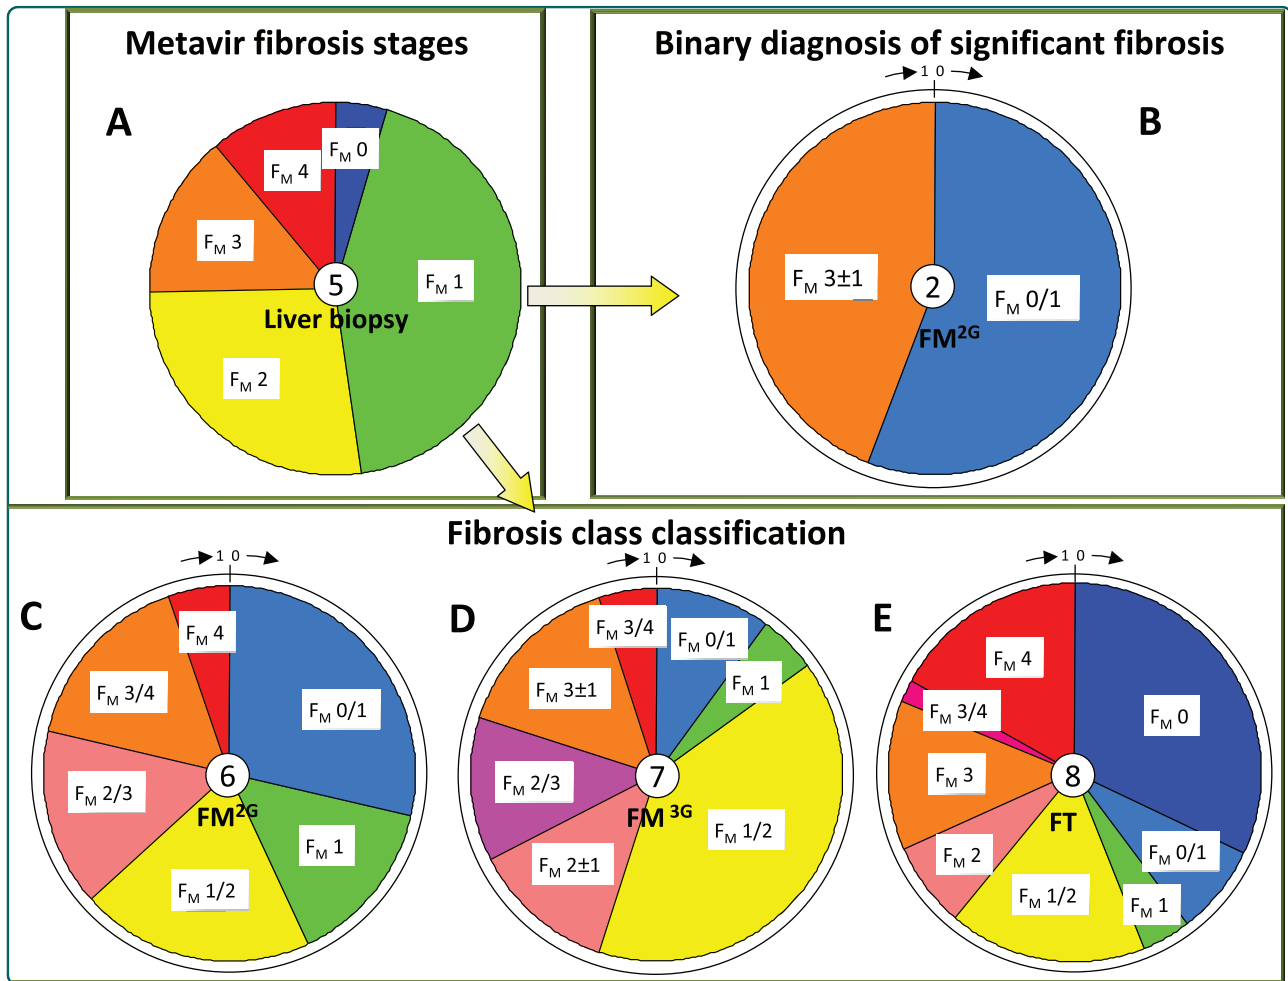 Metavir fibrosis stages
A
F_M 0
F_M 4
F_M 3
F_M 1
5
Liver biopsy
F_M 2
Binary diagnosis of significant fibrosis
1 0
B
F_M 3±1
2
F_M 0/1
FM^2G
Fibrosis class classification
1 0
C
F_M 4
F_M 3/4
F_M 0/1
6
F_M 2/3
FM^2G
F_M 1
F_M 1/2
1 0
D
F_M 3/4
F_M 0/1
F_M 1
F_M 3±1
7
F_M 2/3
FM 3G
F_M 1/2
F_M 2±1
1 0
E
F_M 4
F_M 0
F_M 3/4
F_M 3
8
FT
F_M 0/1
F_M 2
F_M 1/2
F_M 1